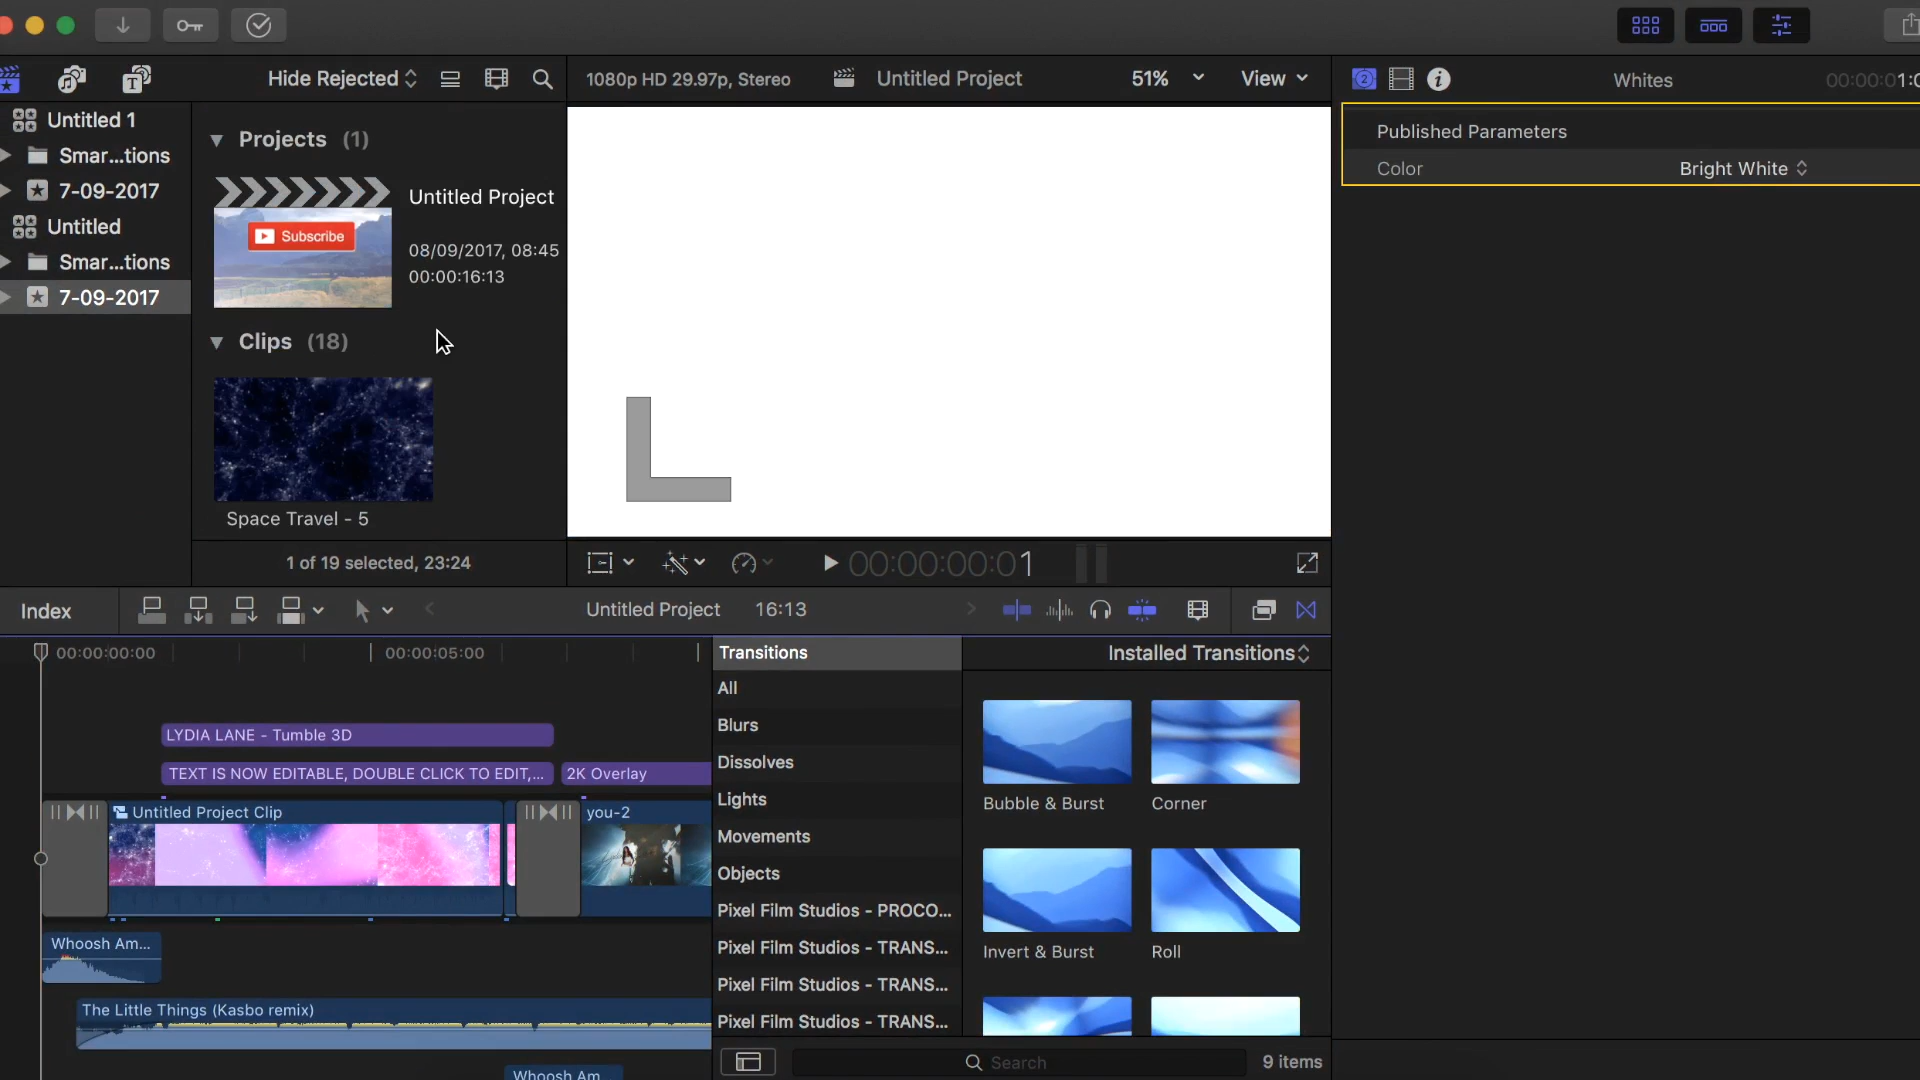 Hide Rejected
1080p HD 29.97p, Stereo
Untitled Project
51%
View
Whites
00:00:01:0
Untitled 1
Smar...tions
7-09-2017
Untitled
Smar...tions
7-09-2017
Projects (1)
Subscribe
Untitled Project
08/09/2017, 08:45
00:00:16:13
Clips (18)
Space Travel - 5
1 of 19 selected, 23:24
Published Parameters
Color
Bright White
00:00:00:01
Index
Untitled Project
16:13
00:00:00:00
00:00:05:00
LYDIA LANE - Tumble 3D
TEXT IS NOW EDITABLE, DOUBLE CLICK TO EDIT,...
2K Overlay
Untitled Project Clip
you-2
Whoosh Am...
The Little Things (Kasbo remix)
Whoosh Am
Transitions
All
Blurs
Dissolves
Lights
Movements
Objects
Pixel Film Studios - PROCO...
Pixel Film Studios - TRANS...
Pixel Film Studios - TRANS...
Pixel Film Studios - TRANS...
Installed Transitions
Bubble & Burst
Corner
Invert & Burst
Roll
Search
9 items